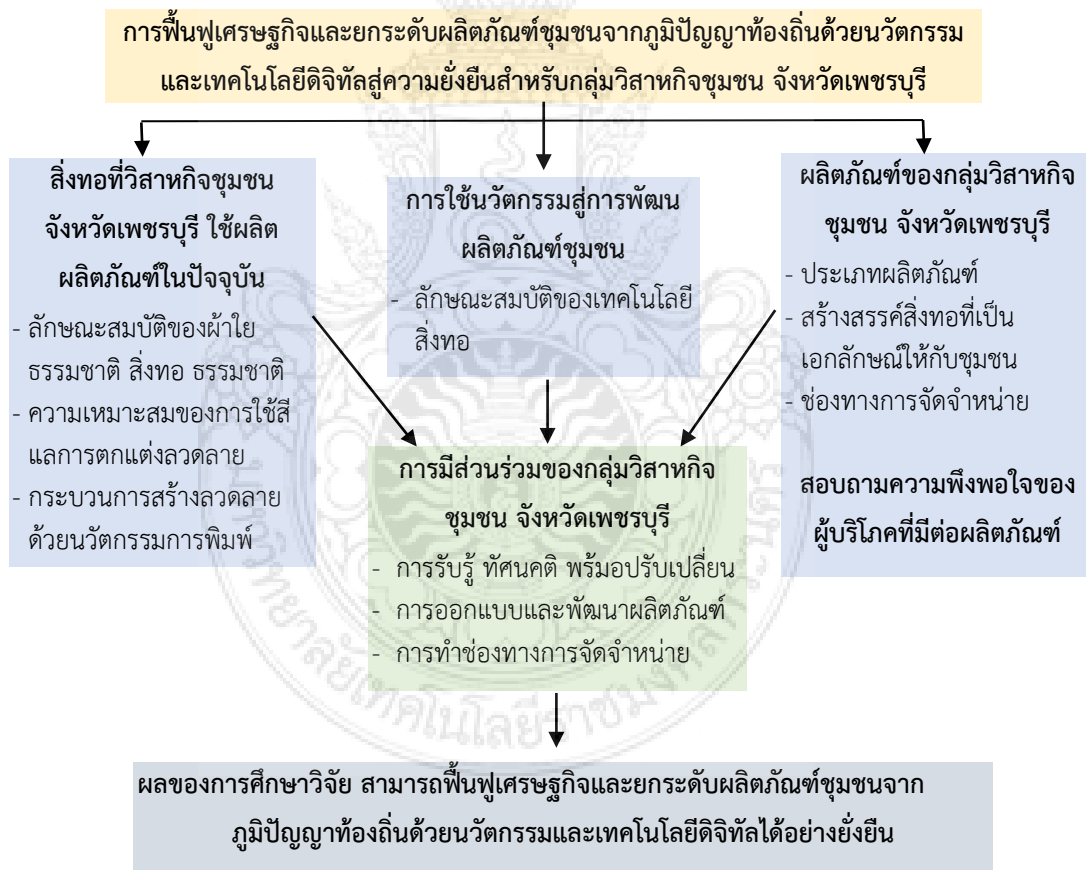 การฟื้นฟูเศรษฐกิจและยกระดับผลิตภัณฑ์ชุมชนจากภูมิปัญญาท้องถิ่นด้วยนวัตกรรม
และเทคโนโลยีดิจิทัลสู่ความยั่งยืนสำหรับกลุ่มวิสาหกิจชุมชน จังหวัดเพชรบุรี
สิ่งทอที่วิสาหกิจชุมชน
จังหวัดเพชรบุรี ใช้ผลิต
ผลิตภัณฑ์ในปัจจุบัน
- ลักษณะสมบัติของผ้าใย
ธรรมชาติ สิ่งทอ ธรรมชาติ
- ความเหมาะสมของการใช้สี
แลการตกแต่งลวดลาย
- กระบวนการสร้างลวดลาย
ด้วยนวัตกรรมการพิมพ์
การใช้นวัตกรรมสู่การพัฒน
ผลิตภัณฑ์ชุมชน
- ลักษณะสมบัติของเทคโนโลยี
สิ่งทอ
ผลิตภัณฑ์ของกลุ่มวิสาหกิจ
ชุมชน จังหวัดเพชรบุรี
- ประเภทผลิตภัณฑ์
- สร้างสรรค์สิ่งทอที่เป็น
เอกลักษณ์ให้กับชุมชน
- ช่องทางการจัดจำหน่าย
สอบถามความพึงพอใจของ
ผู้บริโภคที่มีต่อผลิตภัณฑ์
การมีส่วนร่วมของกลุ่มวิสาหกิจ
ชุมชน จังหวัดเพชรบุรี
- การรับรู้ ทัศนคติ พร้มอปรับเปลี่ยน
- การออกแบบและพัฒนาผลิตภัณฑ์
- การทำช่องทางการจัดจำหน่าย
ผลของการศึกษาวิจัย สามารถฟื้นฟูเศรษฐกิจและยกระดับผลิตภัณฑ์ชุมชนจาก
ภูมิปัญญาท้องถิ่นด้วยนวัตกรรมและเทคโนโลยีดิจิทัลได้อย่างยั่งยืน